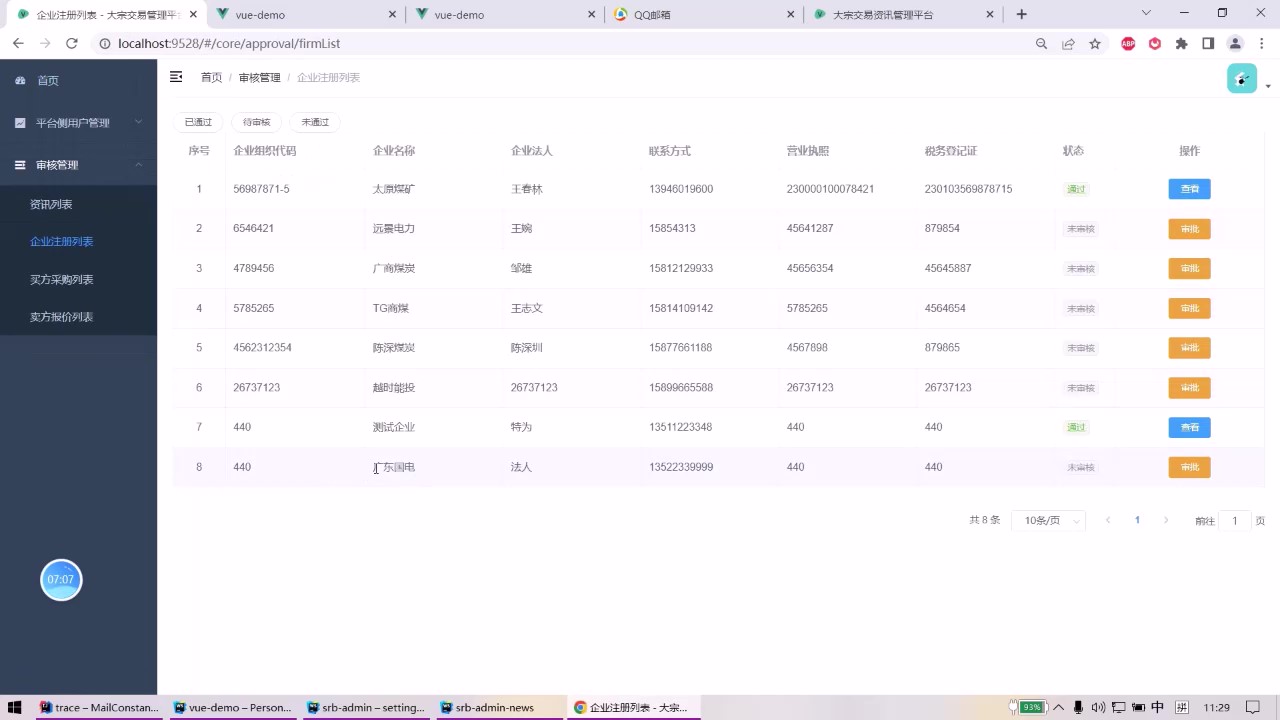 企业注册列表 - 大宗交易管理平台
vue-demo
vue-demo
QQ邮箱
大宗交易资讯管理平台
localhost:9528/#/core/approval/firmList
ABP
首页
平台侧用户管理
审核管理
资讯列表
企业注册列表
买方采购列表
卖方报价列表
07:07
首页 / 审核管理 / 企业注册列表
已通过 待审核 未通过
序号 企业组织代码 企业名称 企业法人 联系方式 营业执照 税务登记证 状态 操作
1 56987871-5 太原煤矿 王春林 13946019600 230000100078421 230103569878715 通过 查看
2 6546421 远景电力 王婉 15854313 45641287 879854 未审核 审批
3 4789456 广商煤炭 邹雄 15812129933 45656354 45645887 未审核 审批
4 5785265 TG商煤 王志文 15814109142 5785265 4564654 未审核 审批
5 4562312354 陈深煤炭 陈深圳 15877661188 4567898 879865 未审核 审批
6 26737123 越时能投 26737123 15899665588 26737123 26737123 未审核 审批
7 440 测试企业 特为 13511223348 440 440 通过 查看
8 440 广东国电 法人 13522339999 440 440 未审核 审批
共 8 条 10条/页 1 前往 1 页
trace – MailConstan...
vue-demo – Person...
srb-admin – setting...
srb-admin-news
企业注册列表 - 大宗...
93%
中
拼
11:29